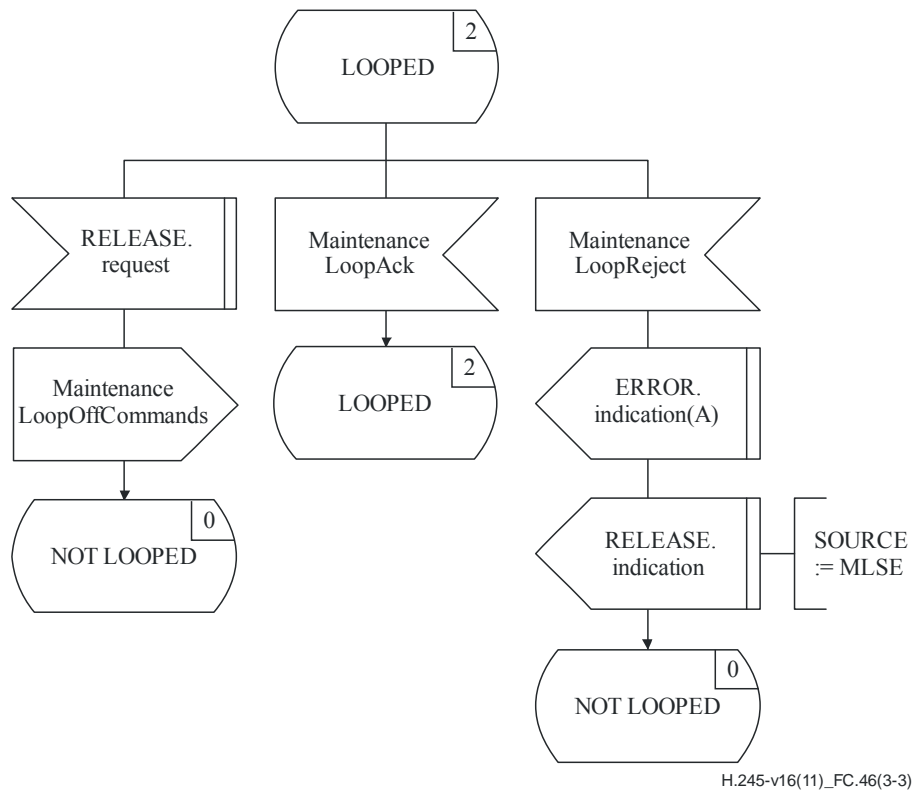 2
LOOPED
RELEASE.
request
Maintenance
LoopAck
Maintenance
LoopReject
Maintenance
LoopOffCommands
2
LOOPED
ERROR.
indication(A)
0
NOT LOOPED
RELEASE.
indication
SOURCE
:= MLSE
0
NOT LOOPED
H.245-v16(11)_FC.46(3-3)